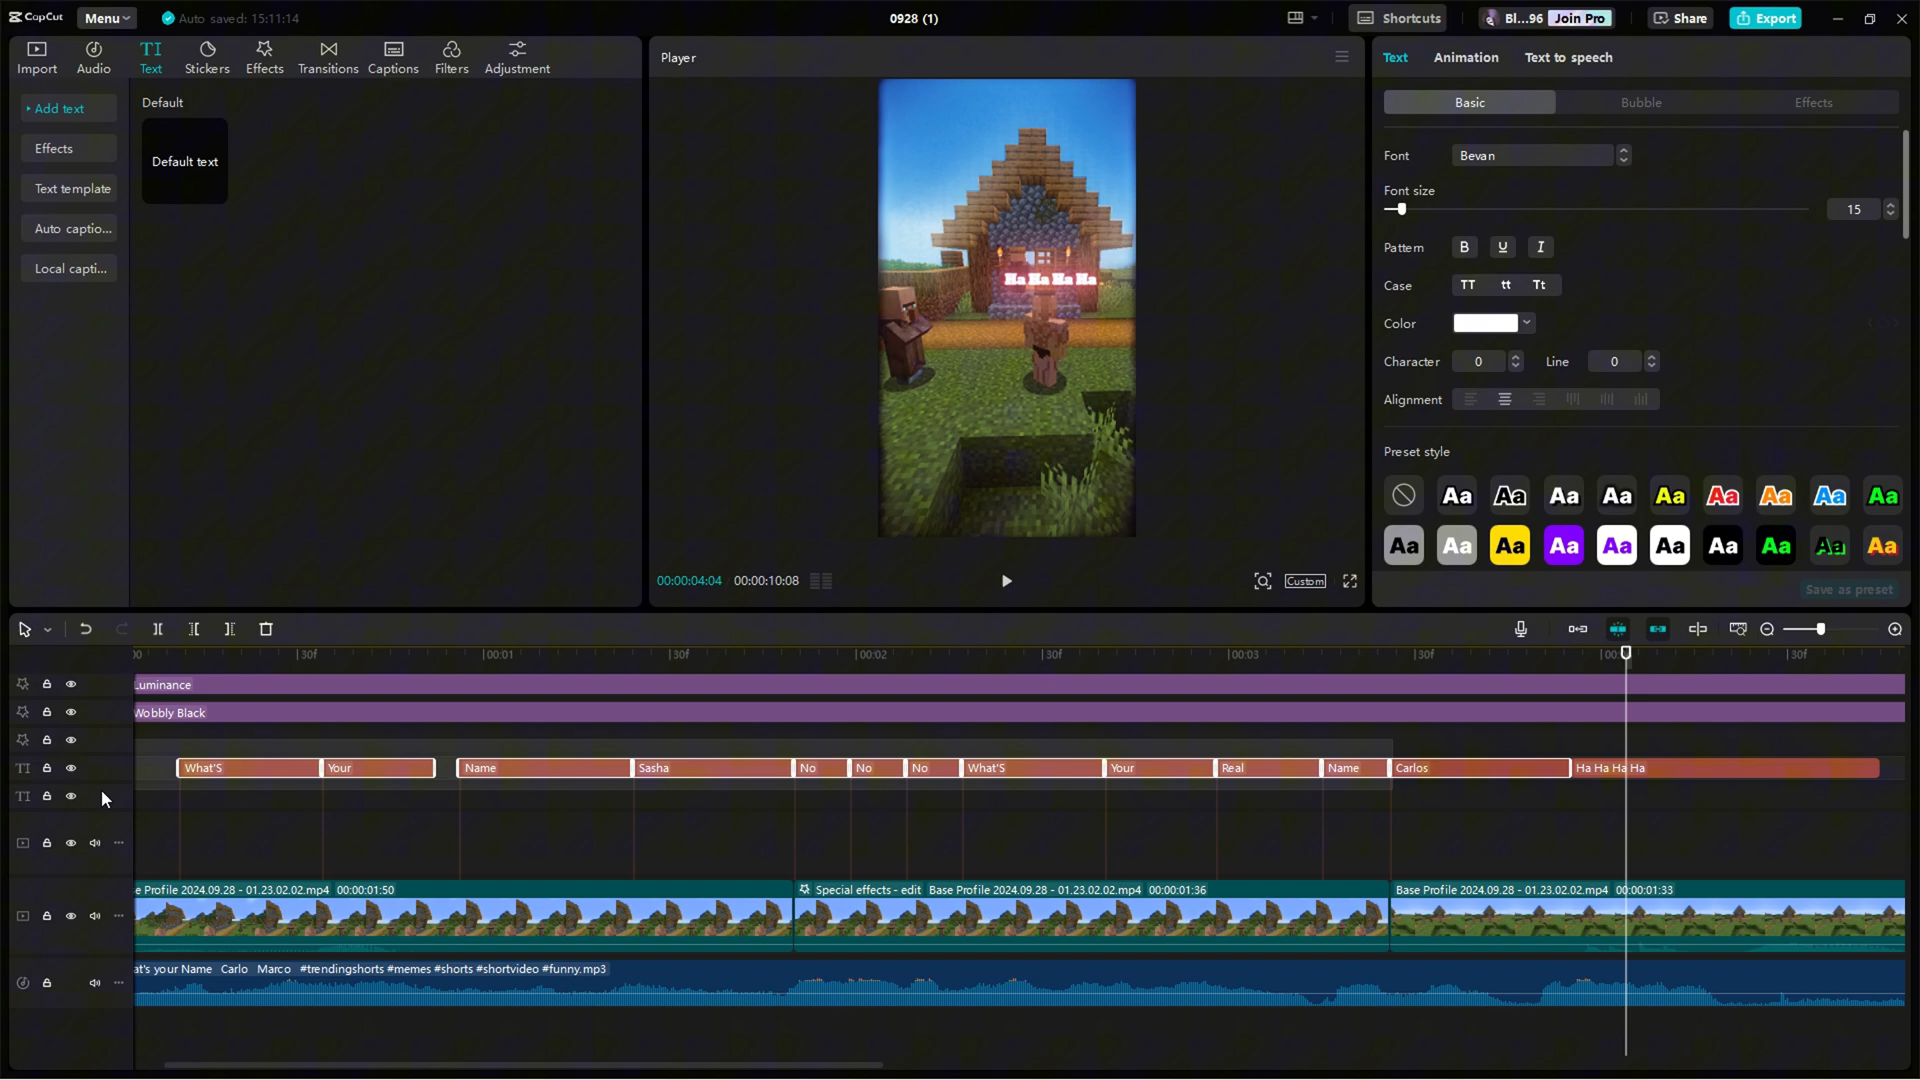 CapCut
Menu
Auto saved: 15:11:14
0928 (1)
Shortcuts
Bl...96
Join Pro
Share
Export
Import
Audio
TI
Text
Stickers
Effects
Transitions
Captions
Filters
Adjustment
Add text
Effects
Text template
Auto captio...
Local capti...
Default
Default text
Player
Ha Ha Ha Ha
00:00:04:04
00:00:10:08
Custom
Text
Animation
Text to speech
Basic
Bubble
Effects
Font
Bevan
Font size
15
Pattern
B
U
I
Case
TT
tt
Tt
Color
Character
0
Line
0
Alignment
Preset style
Aa Aa Aa Aa Aa Aa Aa Aa Aa
Aa Aa Aa Aa Aa Aa Aa Aa Aa Aa
Save as preset
30f
00:01
30f
00:02
30f
00:03
30f
30f
Luminance
Wobbly Black
TI
What'S
Your
Name
Sasha
No
No
No
What'S
Your
Real
Name
Carlos
Ha Ha Ha Ha
TI
e Profile 2024.09.28 - 01.23.02.02.mp4 00:00:01:50
Special effects - edit Base Profile 2024.09.28 - 01.23.02.02.mp4 00:00:01:36
Base Profile 2024.09.28 - 01.23.02.02.mp4 00:00:01:33
at's your Name Carlo Marco #trendingshorts #memes #shorts #shortvideo #funny.mp3